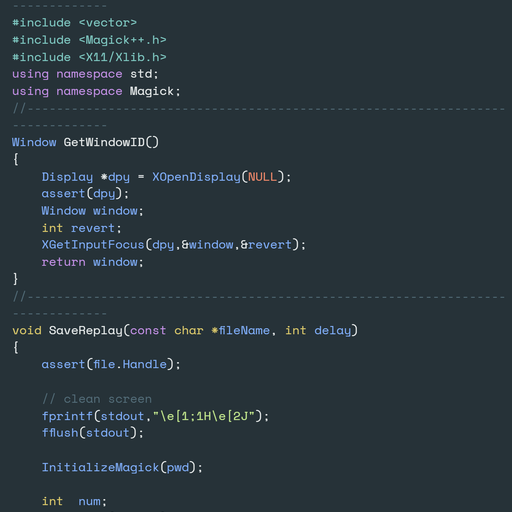 -------------
#include <vector>
#include <Magick++.h>
#include <X11/Xlib.h>
using namespace std;
using namespace Magick;
//-----------------------------------------------------------------
-------------
Window GetWindowID()
{
    Display *dpy = XOpenDisplay(NULL);
    assert(dpy);
    Window window;
    int revert;
    XGetInputFocus(dpy,&window,&revert);
    return window;
}
//-----------------------------------------------------------------
-------------
void SaveReplay(const char *fileName, int delay)
{
    assert(file.Handle);

    // clean screen
    fprintf(stdout,"\e[1;1H\e[2J");
    fflush(stdout);

    InitializeMagick(pwd);

    int  num;